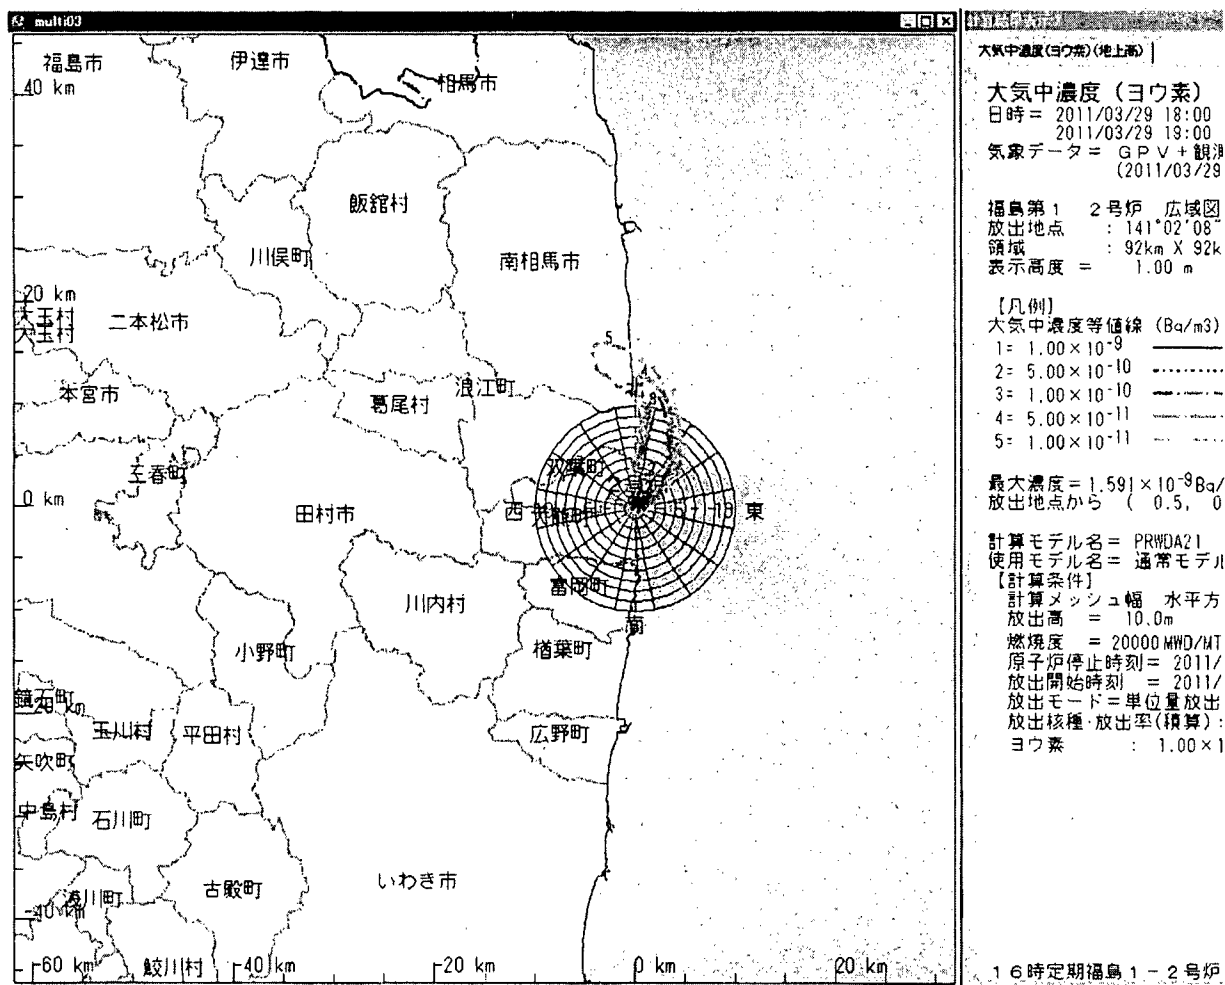 multi03
福島市
伊達市
相馬市
40 km
飯舘村
川俣町
南相馬市
20 km
大玉村
大玉村
二本松市
5
本宮市
葛尾村
浪江町
三春町
双葉町
0 km
田村市
西
10
東
川内村
富岡町
南
小野町
楢葉町
鏡石町
-20 km
玉川村
平田村
広野町
矢吹町
中島村
石川町
いわき市
古殿町
浅川町
-40 km
鮫川村
-60 km
-40 km
-20 km
0 km
20 km
大気中濃度(ヨウ素)(地上高)
大気中濃度（ヨウ素）
日時＝ 2011/03/29 18:00
2011/03/29 19:00
気象データ＝ ＧＰＶ＋観測
(2011/03/29
福島第１ ２号炉 広域図
放出地点 : 141°02'08"
領域 : 92km X 92k
表示高度 ＝ 1.00 m
【凡例】
大気中濃度等値線 (Bq/m3)
1= 1.00×10⁻⁹
2= 5.00×10⁻¹⁰
3= 1.00×10⁻¹⁰
4= 5.00×10⁻¹¹
5= 1.00×10⁻¹¹
最大濃度＝1.591×10⁻⁹Bq/
放出地点から （ 0.5, 0
計算モデル名＝ PRWDA21
使用モデル名＝ 通常モデル
【計算条件】
計算メッシュ幅 水平方
放出高 ＝ 10.0m
燃焼度 ＝ 20000MWD/MT
原子炉停止時刻＝ 2011/
放出開始時刻 ＝ 2011/
放出モード＝単位量放出
放出核種・放出率(積算):
ヨウ素 : 1.00×1
１６時定期福島１－２号炉